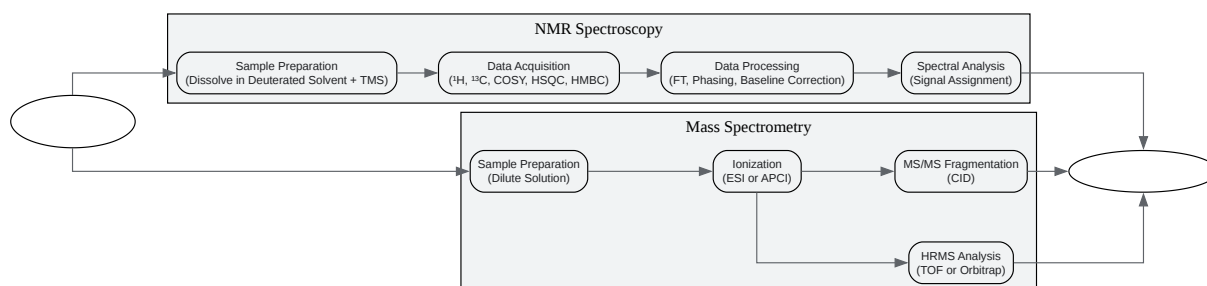 NMR Spectroscopy
Sample Preparation
(Dissolve in Deuterated Solvent + TMS)
Data Acquisition
(¹H, ¹³C, COSY, HSQC, HMBC)
Data Processing
(FT, Phasing, Baseline Correction)
Spectral Analysis
(Signal Assignment)
Mass Spectrometry
Sample Preparation
(Dilute Solution)
Ionization
(ESI or APCI)
MS/MS Fragmentation
(CID)
HRMS Analysis
(TOF or Orbitrap)